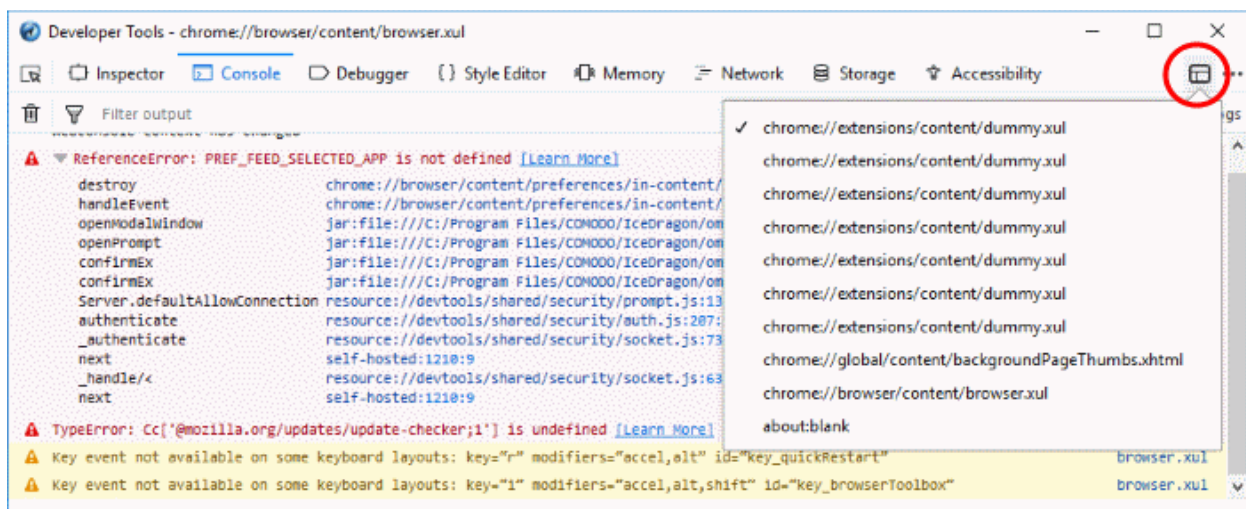 Developer Tools - chrome://browser/content/browser.xul
Inspector Console Debugger { } Style Editor Memory Network Storage Accessibility
Filter output gs
Webconsole context has changed
ReferenceError: PREF_FEED_SELECTED_APP is not defined [Learn More]
destroy chrome://browser/content/preferences/in-content/
handleEvent chrome://browser/content/preferences/in-content/
openModalWindow jar:file:///C:/Program Files/COMODO/IceDragon/om
openPrompt jar:file:///C:/Program Files/COMODO/IceDragon/om
confirmEx jar:file:///C:/Program Files/COMODO/IceDragon/om
confirmEx jar:file:///C:/Program Files/COMODO/IceDragon/om
Server.defaultAllowConnection resource://devtools/shared/security/prompt.js:13
authenticate resource://devtools/shared/security/auth.js:207:
_authenticate resource://devtools/shared/security/socket.js:73
next self-hosted:1210:9
_handle/< resource://devtools/shared/security/socket.js:63
next self-hosted:1210:9
TypeError: Cc['@mozilla.org/updates/update-checker;1'] is undefined [Learn More]
Key event not available on some keyboard layouts: key="r" modifiers="accel,alt" id="key_quickRestart" browser.xul
Key event not available on some keyboard layouts: key="i" modifiers="accel,alt,shift" id="key_browserToolbox" browser.xul
✓ chrome://extensions/content/dummy.xul
chrome://extensions/content/dummy.xul
chrome://extensions/content/dummy.xul
chrome://extensions/content/dummy.xul
chrome://extensions/content/dummy.xul
chrome://extensions/content/dummy.xul
chrome://extensions/content/dummy.xul
chrome://global/content/backgroundPageThumbs.xhtml
chrome://browser/content/browser.xul
about:blank